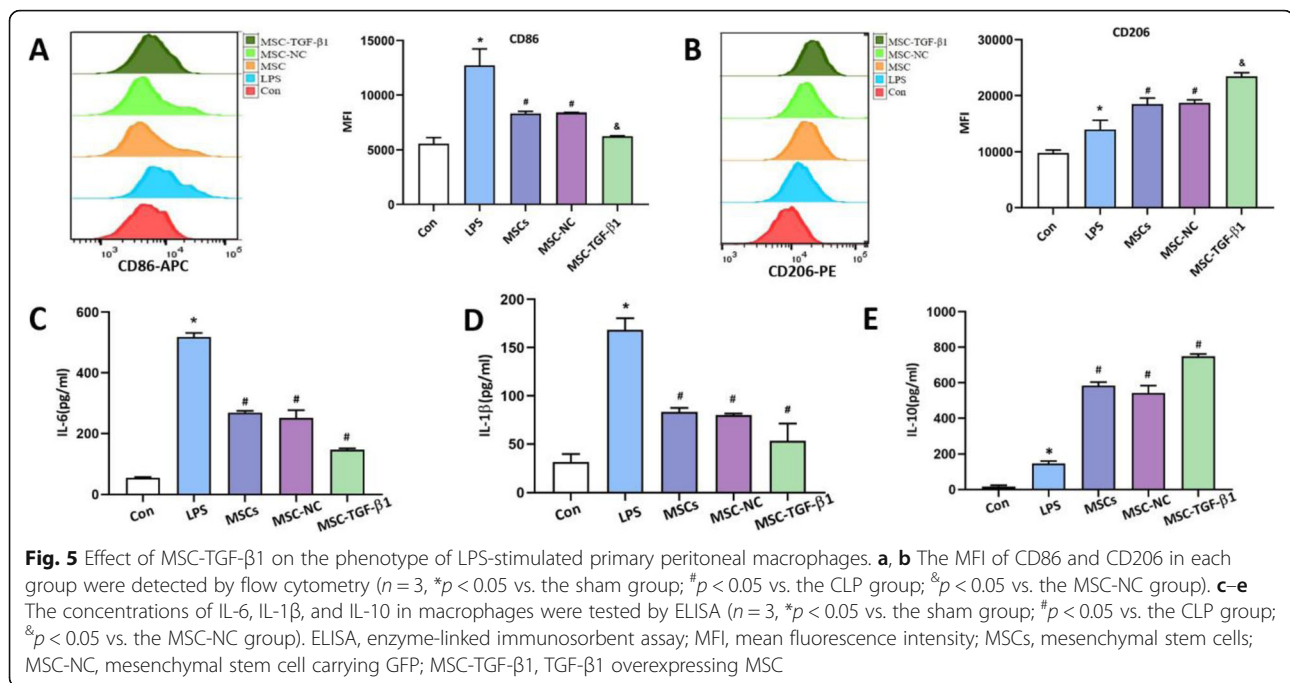 A
MSC-TGF-β1
MSC-NC
MSC
LPS
Con
10³ 10⁴ 10⁵
CD86-APC
CD86
MFI
15000
10000
5000
0
* # # &
Con LPS MSCs MSC-NC MSC-TGF-β1
B
MSC-TGF-β1
MSC-NC
MSC
LPS
Con
10³ 10⁴ 10⁵
CD206-PE
CD206
MFI
30000
20000
10000
0
* # # &
Con LPS MSCs MSC-NC MSC-TGF-β1
C
IL-6(pg/ml)
600
400
200
0
* # # #
Con LPS MSCs MSC-NC MSC-TGF-β1
D
IL-1β(pg/ml)
200
150
100
50
0
* # # #
Con LPS MSCs MSC-NC MSC-TGF-β1
E
IL-10(pg/ml)
1000
800
600
400
200
0
* # # #
Con LPS MSCs MSC-NC MSC-TGF-β1
Fig. 5 Effect of MSC-TGF-β1 on the phenotype of LPS-stimulated primary peritoneal macrophages. a, b The MFI of CD86 and CD206 in each
group were detected by flow cytometry (n = 3, *p < 0.05 vs. the sham group; #p < 0.05 vs. the CLP group; &p < 0.05 vs. the MSC-NC group). c–e
The concentrations of IL-6, IL-1β, and IL-10 in macrophages were tested by ELISA (n = 3, *p < 0.05 vs. the sham group; #p < 0.05 vs. the CLP group;
&p < 0.05 vs. the MSC-NC group). ELISA, enzyme-linked immunosorbent assay; MFI, mean fluorescence intensity; MSCs, mesenchymal stem cells;
MSC-NC, mesenchymal stem cell carrying GFP; MSC-TGF-β1, TGF-β1 overexpressing MSC